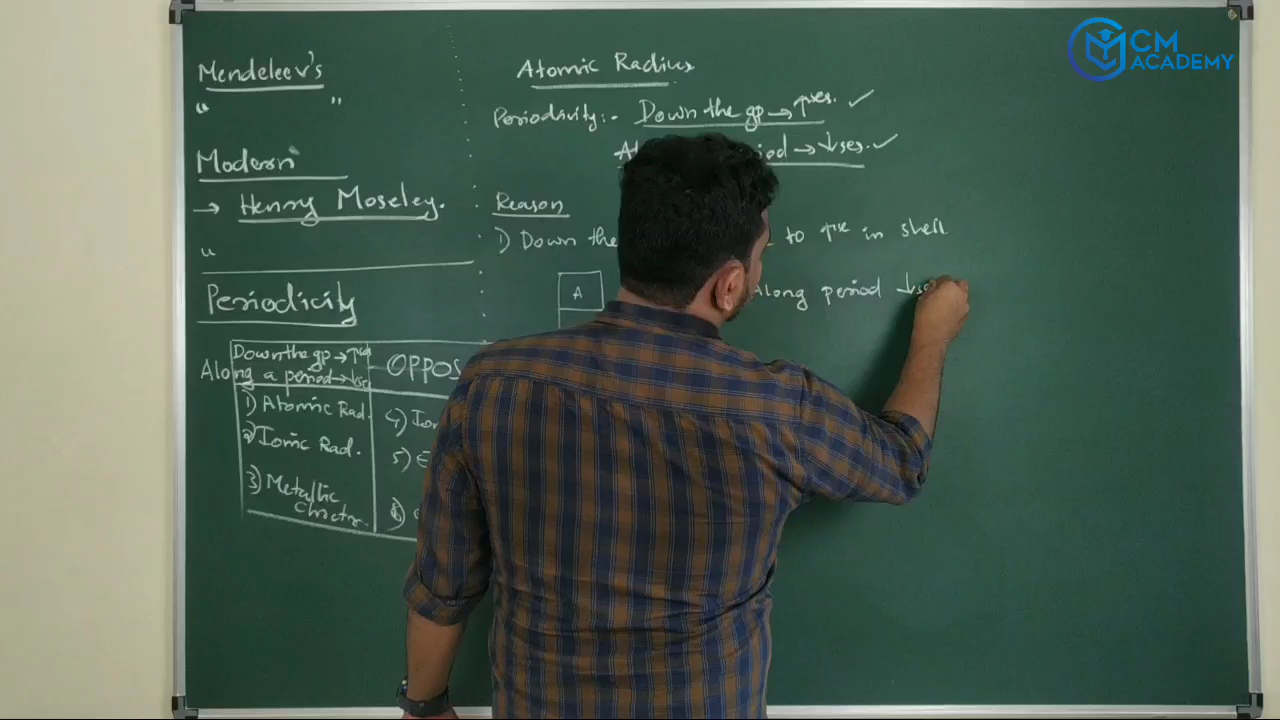 Mendeleev's
"         "
Modern
→ Henry Moseley.
"
Periodicity
Down the gp → ↑ses
Along a period → ↓ses
1) Atomic Rad.
2) Ionic Rad.
3) Metallic
Chrctr.
OPPOS
4) Ion
5) E
6)
Atomic Radius
Periodicity:- Down the gp → ↑ses. ✓
→ ↓ses. ✓
Reason
1) Down the to ↑se in shell
A
Along period ↓se
CM
ACADEMY